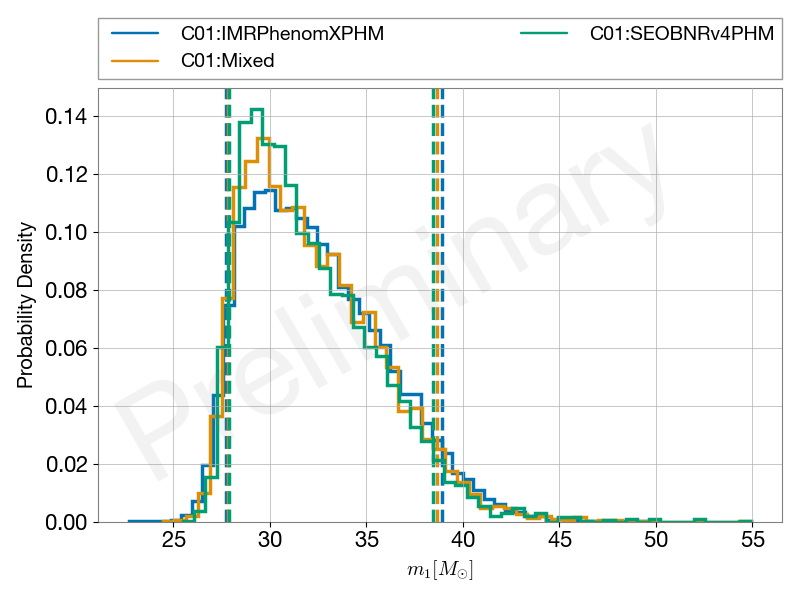 C01:IMRPhenomXPHM
C01:Mixed
C01:SEOBNRv4PHM
Preliminary
Probability Density
0.14
0.12
0.10
0.08
0.06
0.04
0.02
0.00
25 30 35 40 45 50 55
m₁[M☉]